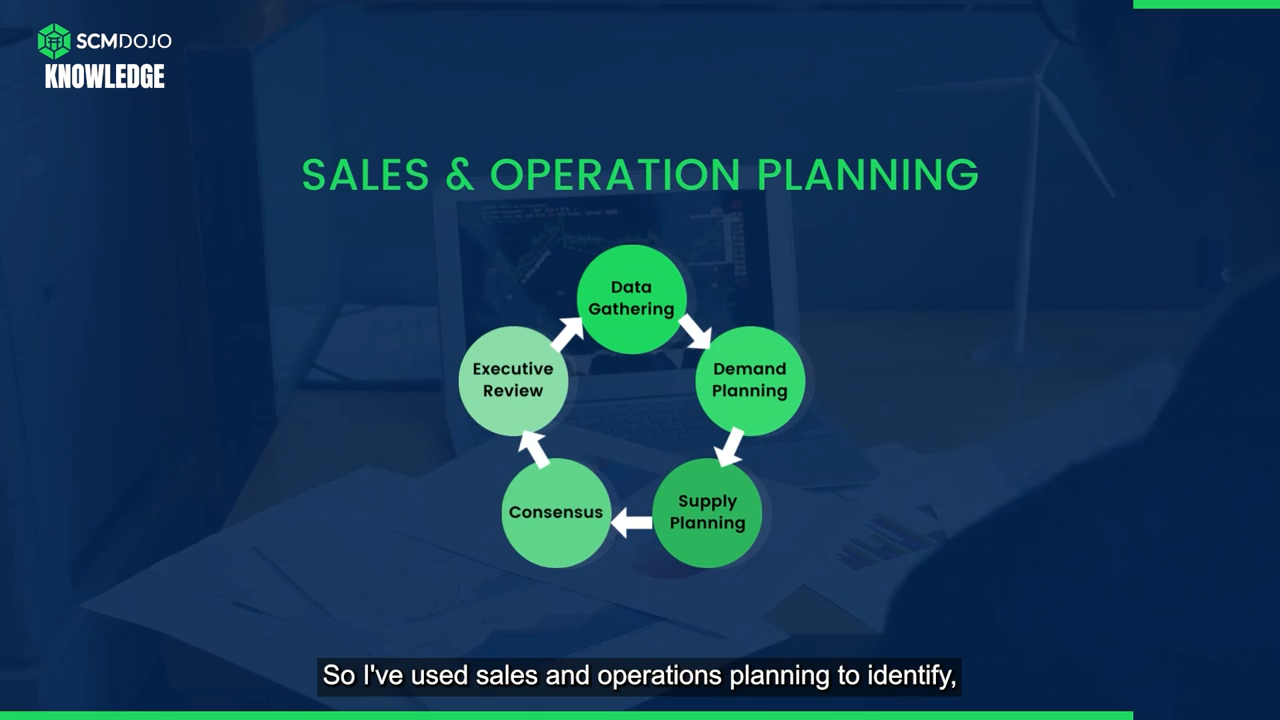 SCMDOJO
KNOWLEDGE
SALES & OPERATION PLANNING
Data
Gathering
Demand
Planning
Supply
Planning
Consensus
Executive
Review
So I've used sales and operations planning to identify,